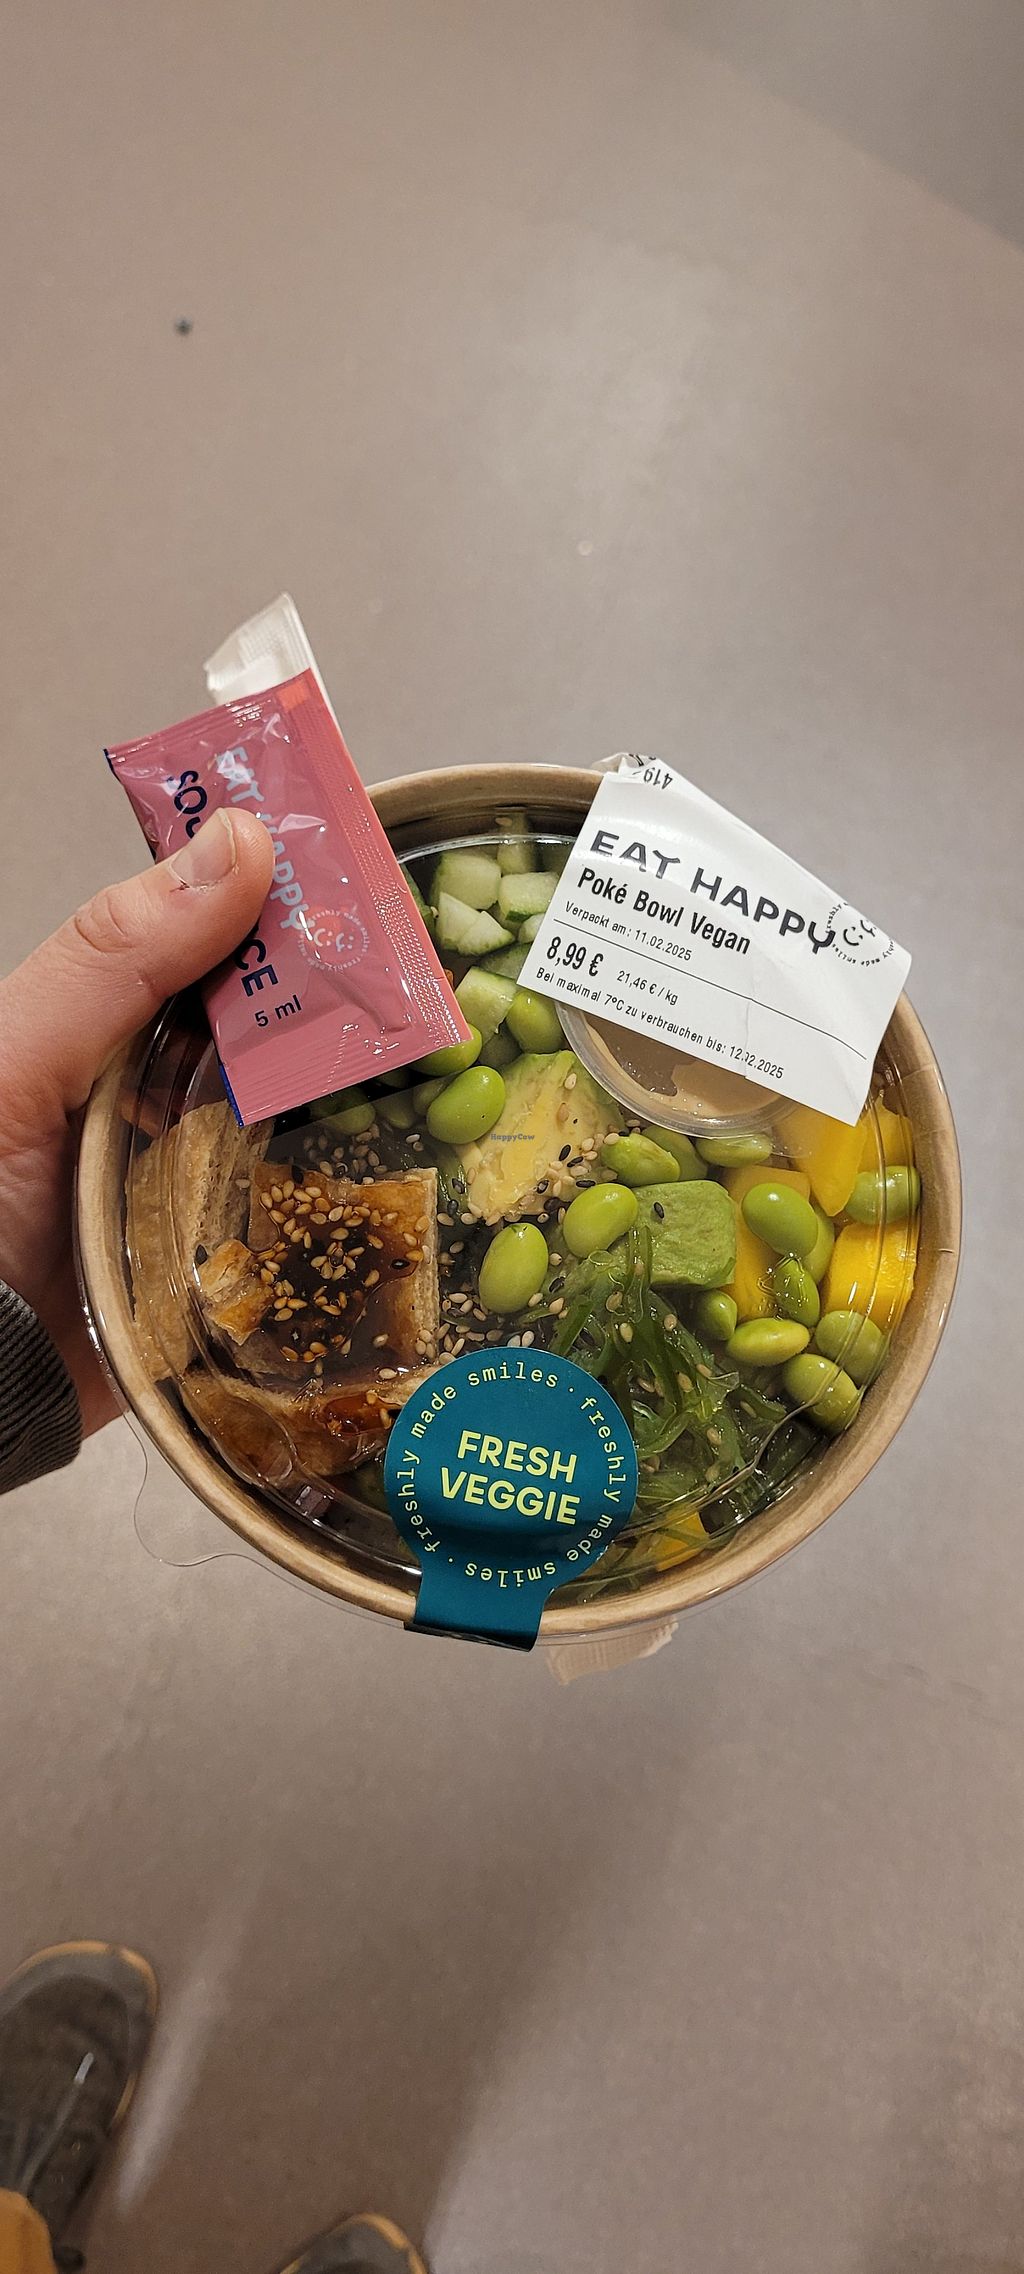 EAT HAPPY
5 ml
419
EAT HAPPY
Poké Bowl Vegan
Verpackt am: 11.02.2025
8,99 € 21,46 € / kg
Bei maximal 7°C zu verbrauchen bis: 12.02.2025
HappyCow
freshly made smiles · freshly made smiles ·
FRESH
VEGGIE